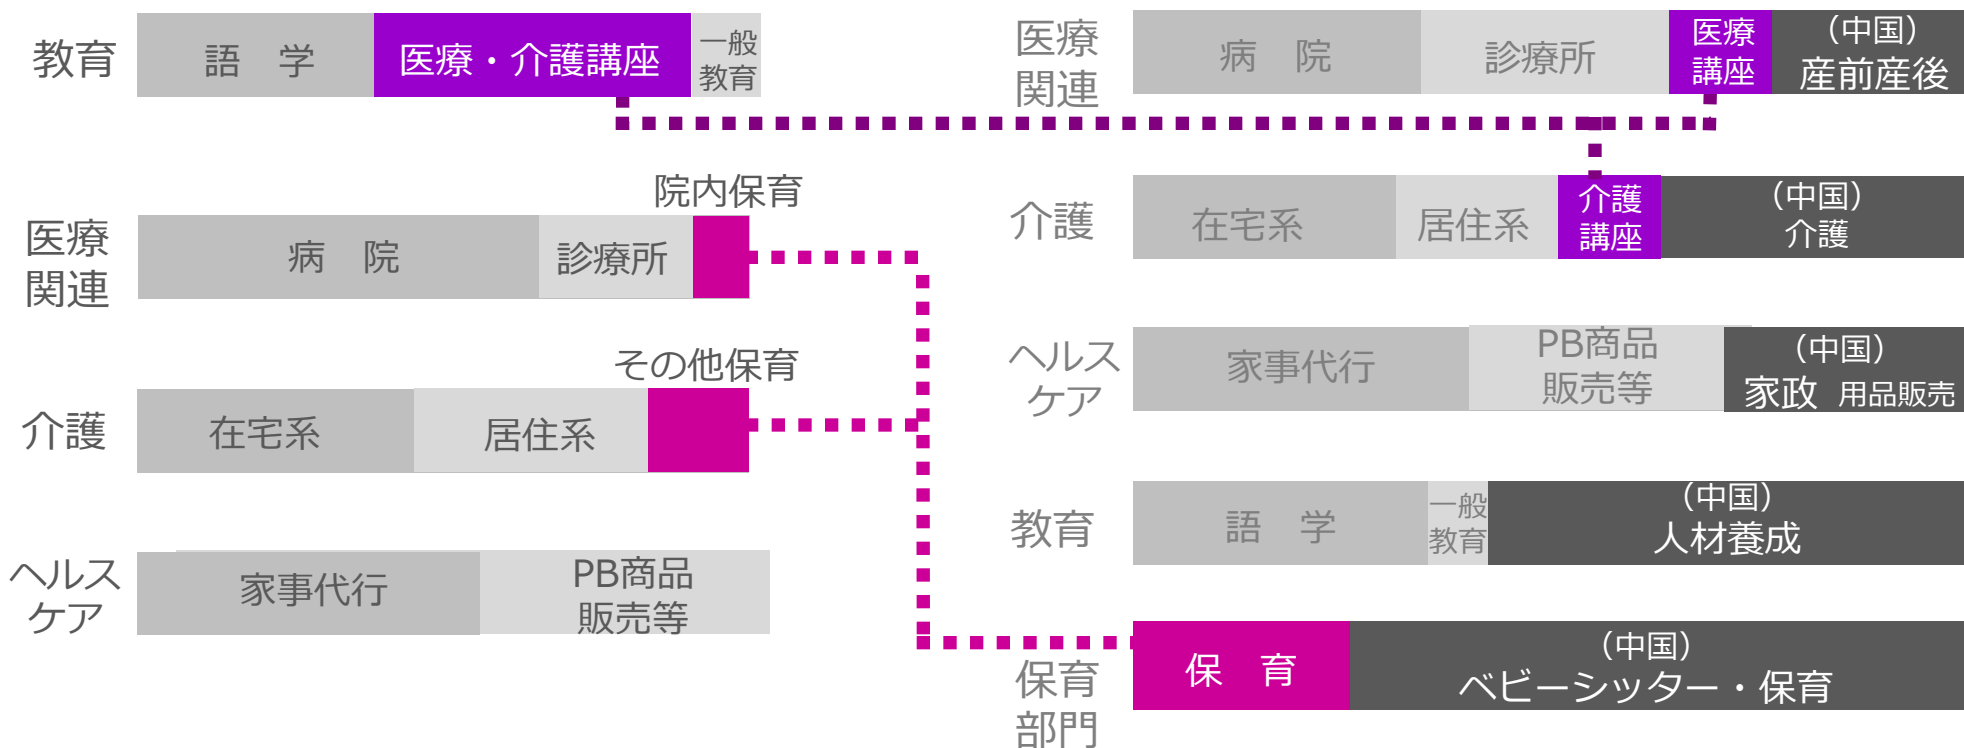 教育
語　学
医療・介護講座
一般
教育
院内保育
医療
関連
病　院
診療所
その他保育
介護
在宅系
居住系
ヘルス
ケア
家事代行
PB商品
販売等
医療
関連
病　院
診療所
医療
講座
（中国）
産前産後
介護
在宅系
居住系
介護
講座
（中国）
介護
ヘルス
ケア
家事代行
PB商品
販売等
（中国）
家政　用品販売
教育
語　学
一般
教育
（中国）
人材養成
保育
部門
保　育
（中国）
ベビーシッター・保育